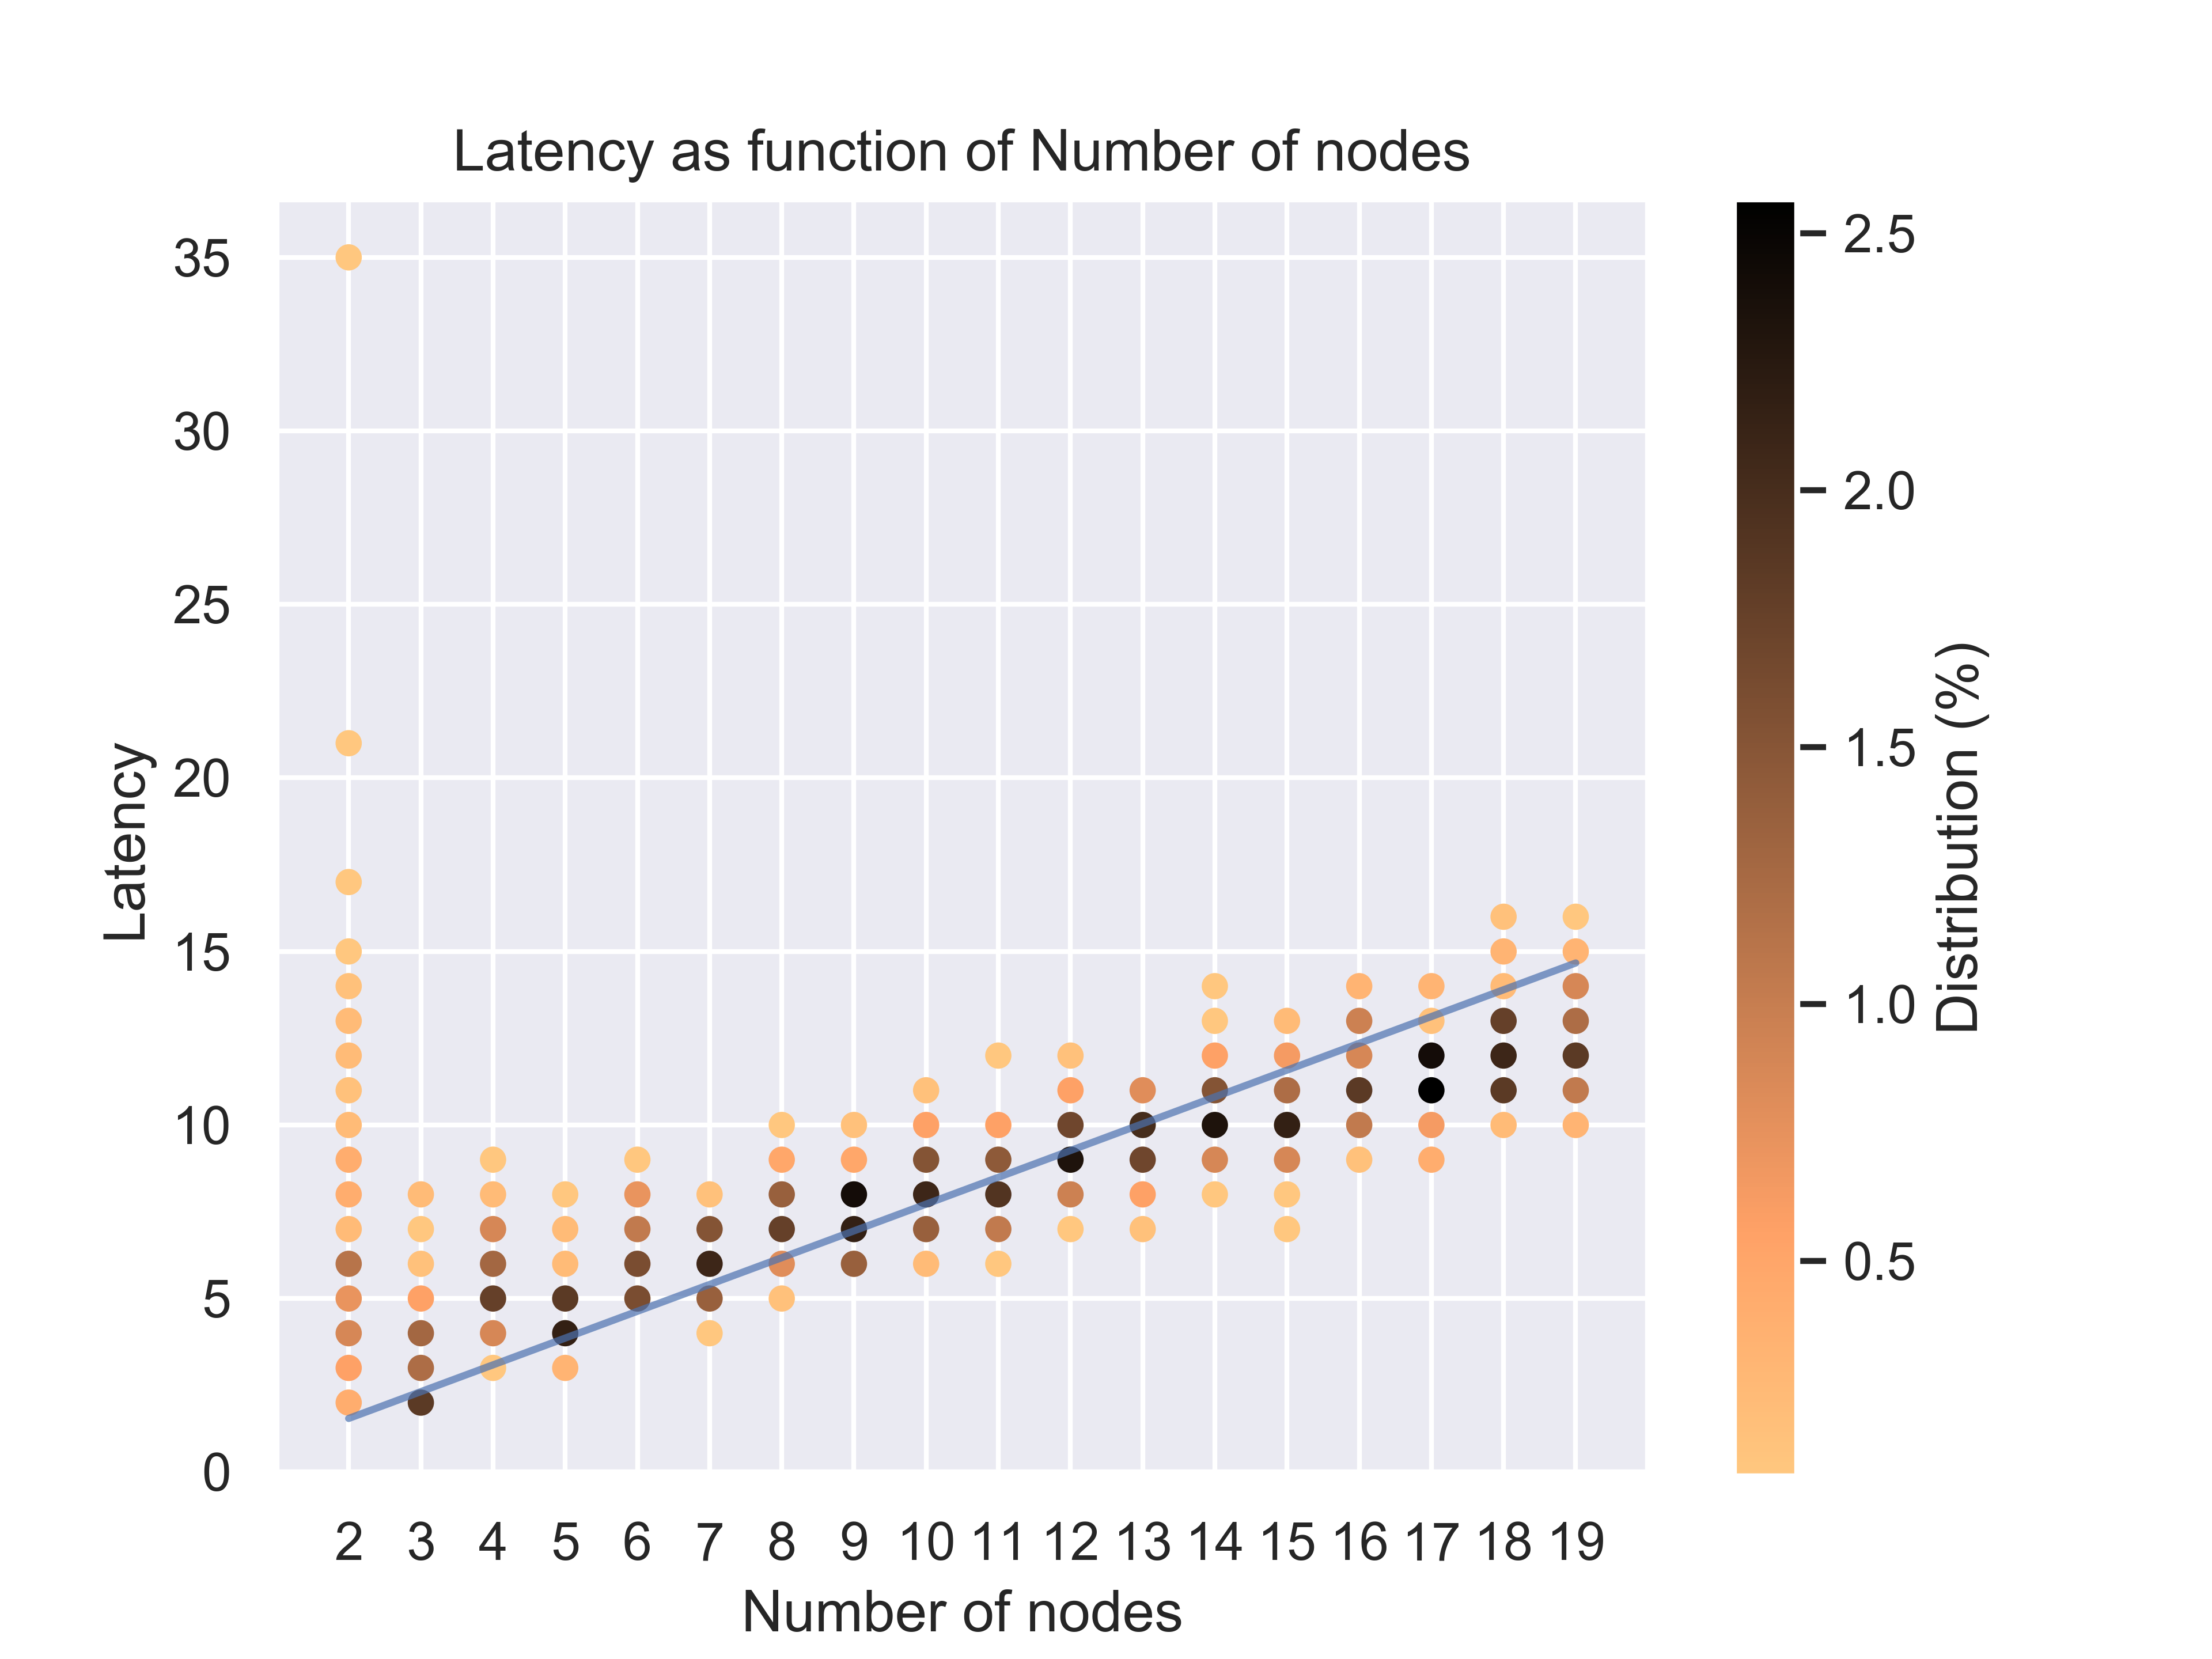 Latency as function of Number of nodes
35
30
25
20
15
10
5
0
Latency
2 3 4 5 6 7 8 9 10 11 12 13 14 15 16 17 18 19
Number of nodes
2.5
2.0
1.5
1.0
0.5
Distribution (%)